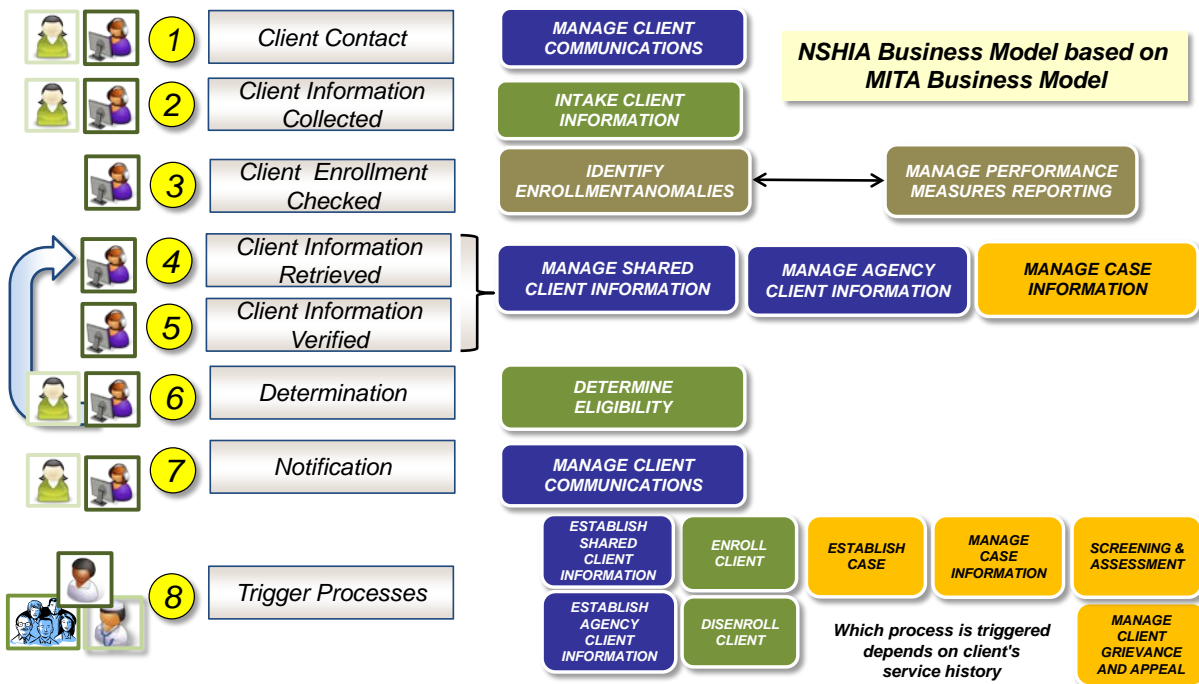 1
Client Contact
MANAGE CLIENT
COMMUNICATIONS
NSHIA Business Model based on
MITA Business Model
2
Client Information
Collected
INTAKE CLIENT
INFORMATION
3
Client Enrollment
Checked
IDENTIFY
ENROLLMENTANOMALIES
MANAGE PERFORMANCE
MEASURES REPORTING
4
Client Information
Retrieved
5
Client Information
Verified
MANAGE SHARED
CLIENT INFORMATION
MANAGE AGENCY
CLIENT INFORMATION
MANAGE CASE
INFORMATION
6
Determination
DETERMINE
ELIGIBILITY
7
Notification
MANAGE CLIENT
COMMUNICATIONS
8
Trigger Processes
ESTABLISH
SHARED
CLIENT
INFORMATION
ENROLL
CLIENT
ESTABLISH
CASE
MANAGE
CASE
INFORMATION
SCREENING &
ASSESSMENT
ESTABLISH
AGENCY
CLIENT
INFORMATION
DISENROLL
CLIENT
Which process is triggered
depends on client's
service history
MANAGE
CLIENT
GRIEVANCE
AND APPEAL